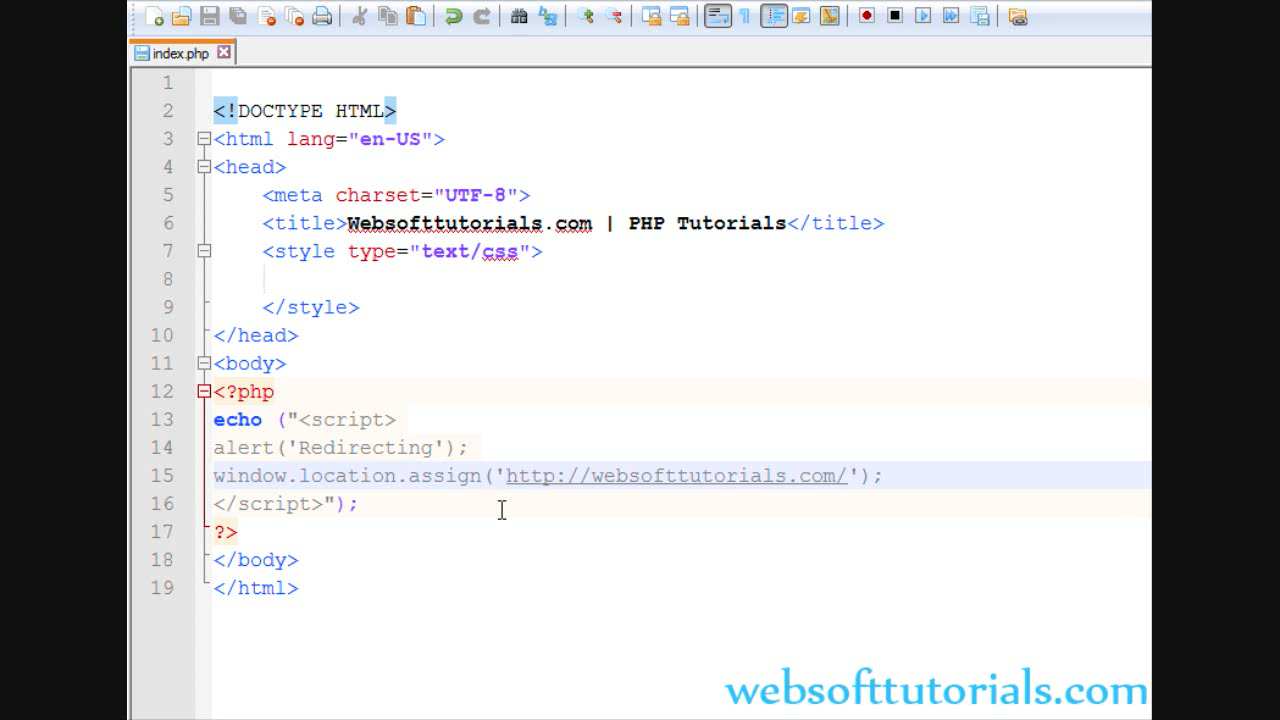 index.php
1
2 <!DOCTYPE HTML>
3 <html lang="en-US">
4 <head>
5 <meta charset="UTF-8">
6 <title>Websofttutorials.com | PHP Tutorials</title>
7 <style type="text/css">
8
9 </style>
10 </head>
11 <body>
12 <?php
13 echo ("<script>
14 alert('Redirecting');
15 window.location.assign('http://websofttutorials.com/');
16 </script>");
17 ?>
18 </body>
19 </html>
websofttutorials.com